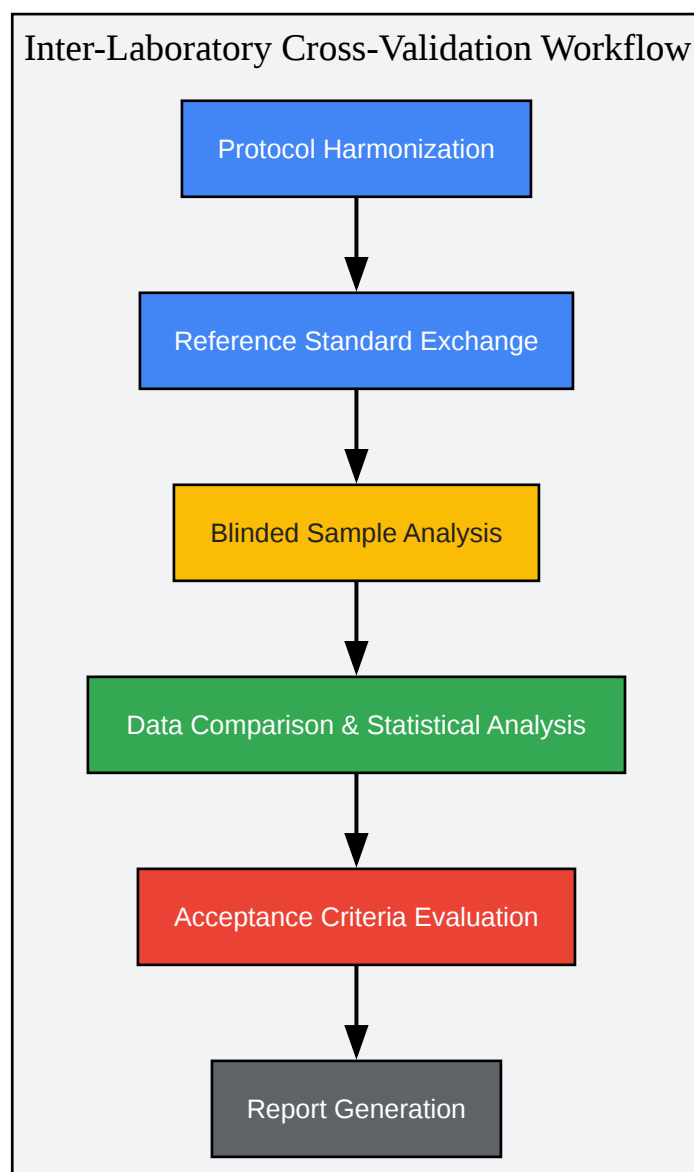 Inter-Laboratory Cross-Validation Workflow
Protocol Harmonization
Reference Standard Exchange
Blinded Sample Analysis
Data Comparison & Statistical Analysis
Acceptance Criteria Evaluation
Report Generation